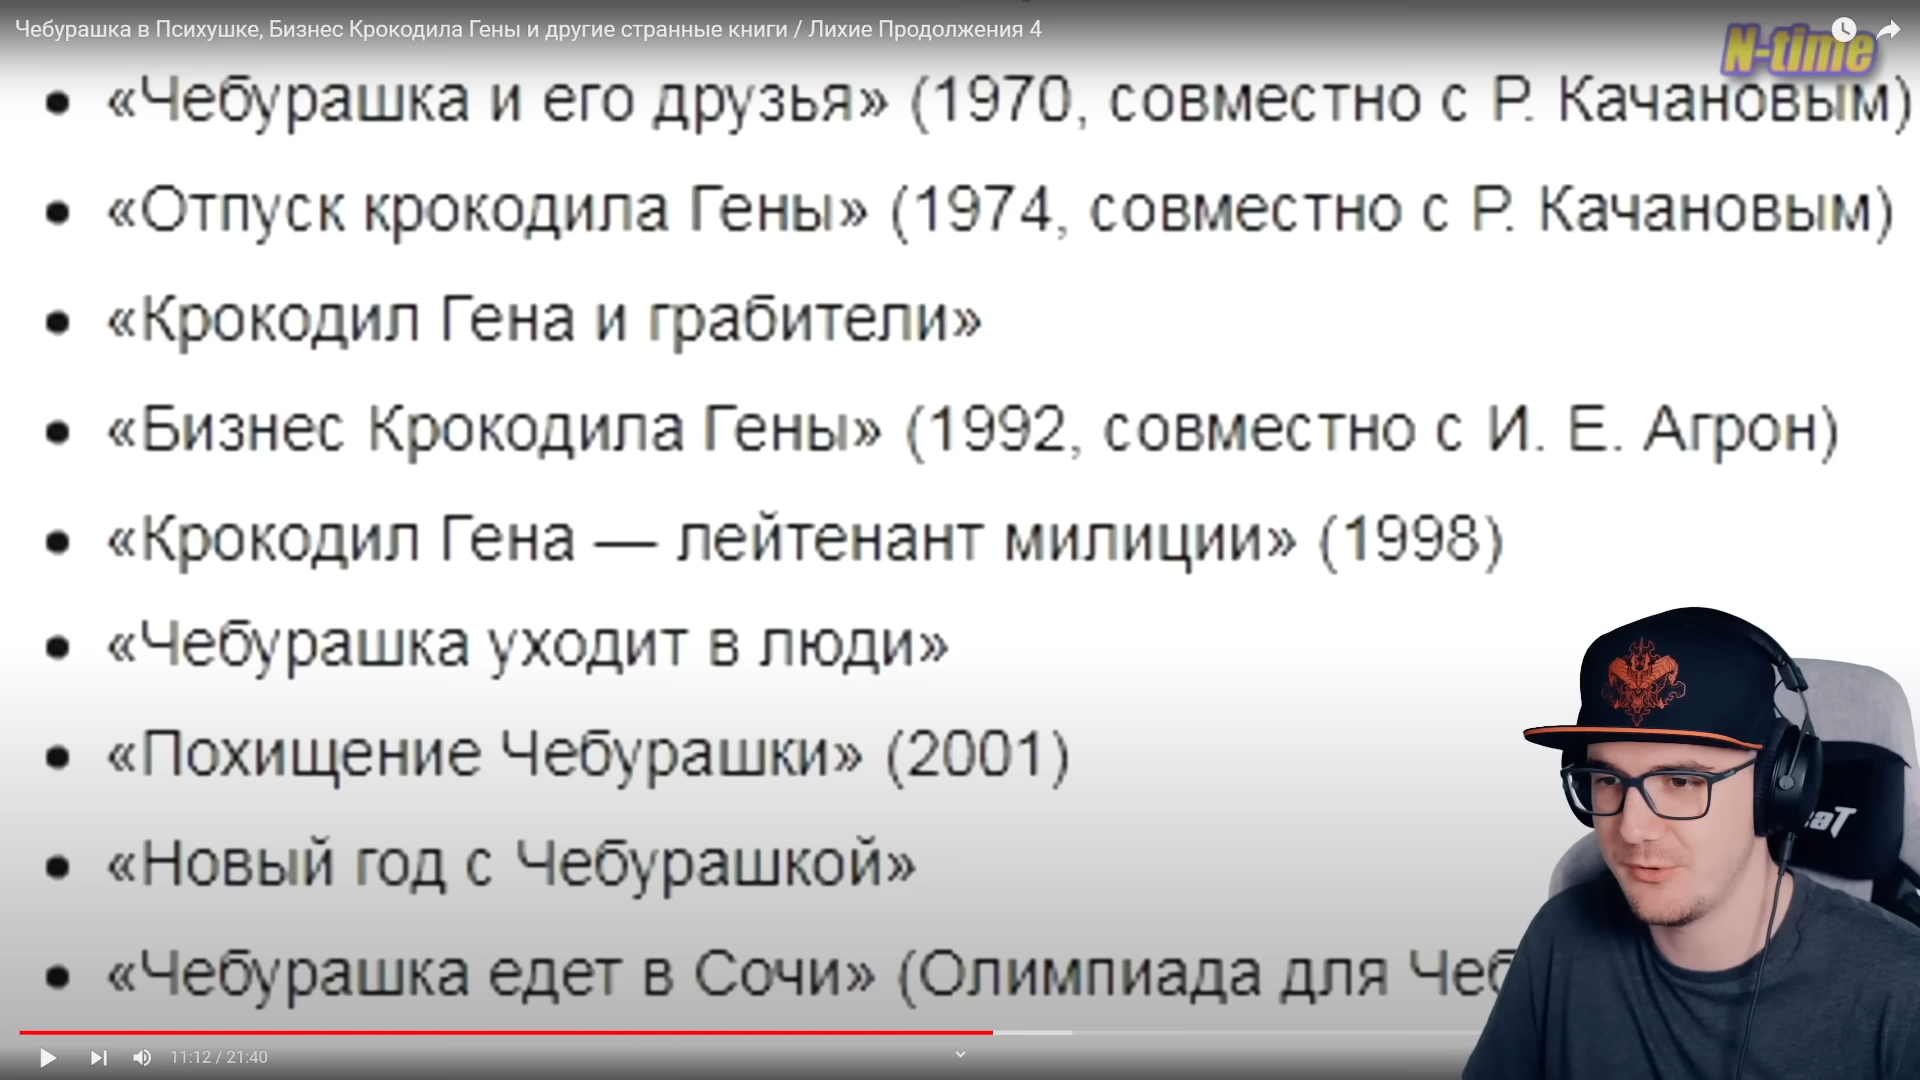 Чебурашка в Психушке, Бизнес Крокодила Гены и другие странные книги / Лихие Продолжения 4
N-time
• «Чебурашка и его друзья» (1970, совместно с Р. Качановым)
• «Отпуск крокодила Гены» (1974, совместно с Р. Качановым)
• «Крокодил Гена и грабители»
• «Бизнес Крокодила Гены» (1992, совместно с И. Е. Агрон)
• «Крокодил Гена — лейтенант милиции» (1998)
• «Чебурашка уходит в люди»
• «Похищение Чебурашки» (2001)
• «Новый год с Чебурашкой»
• «Чебурашка едет в Сочи» (Олимпиада для Чеб
11:12 / 21:40